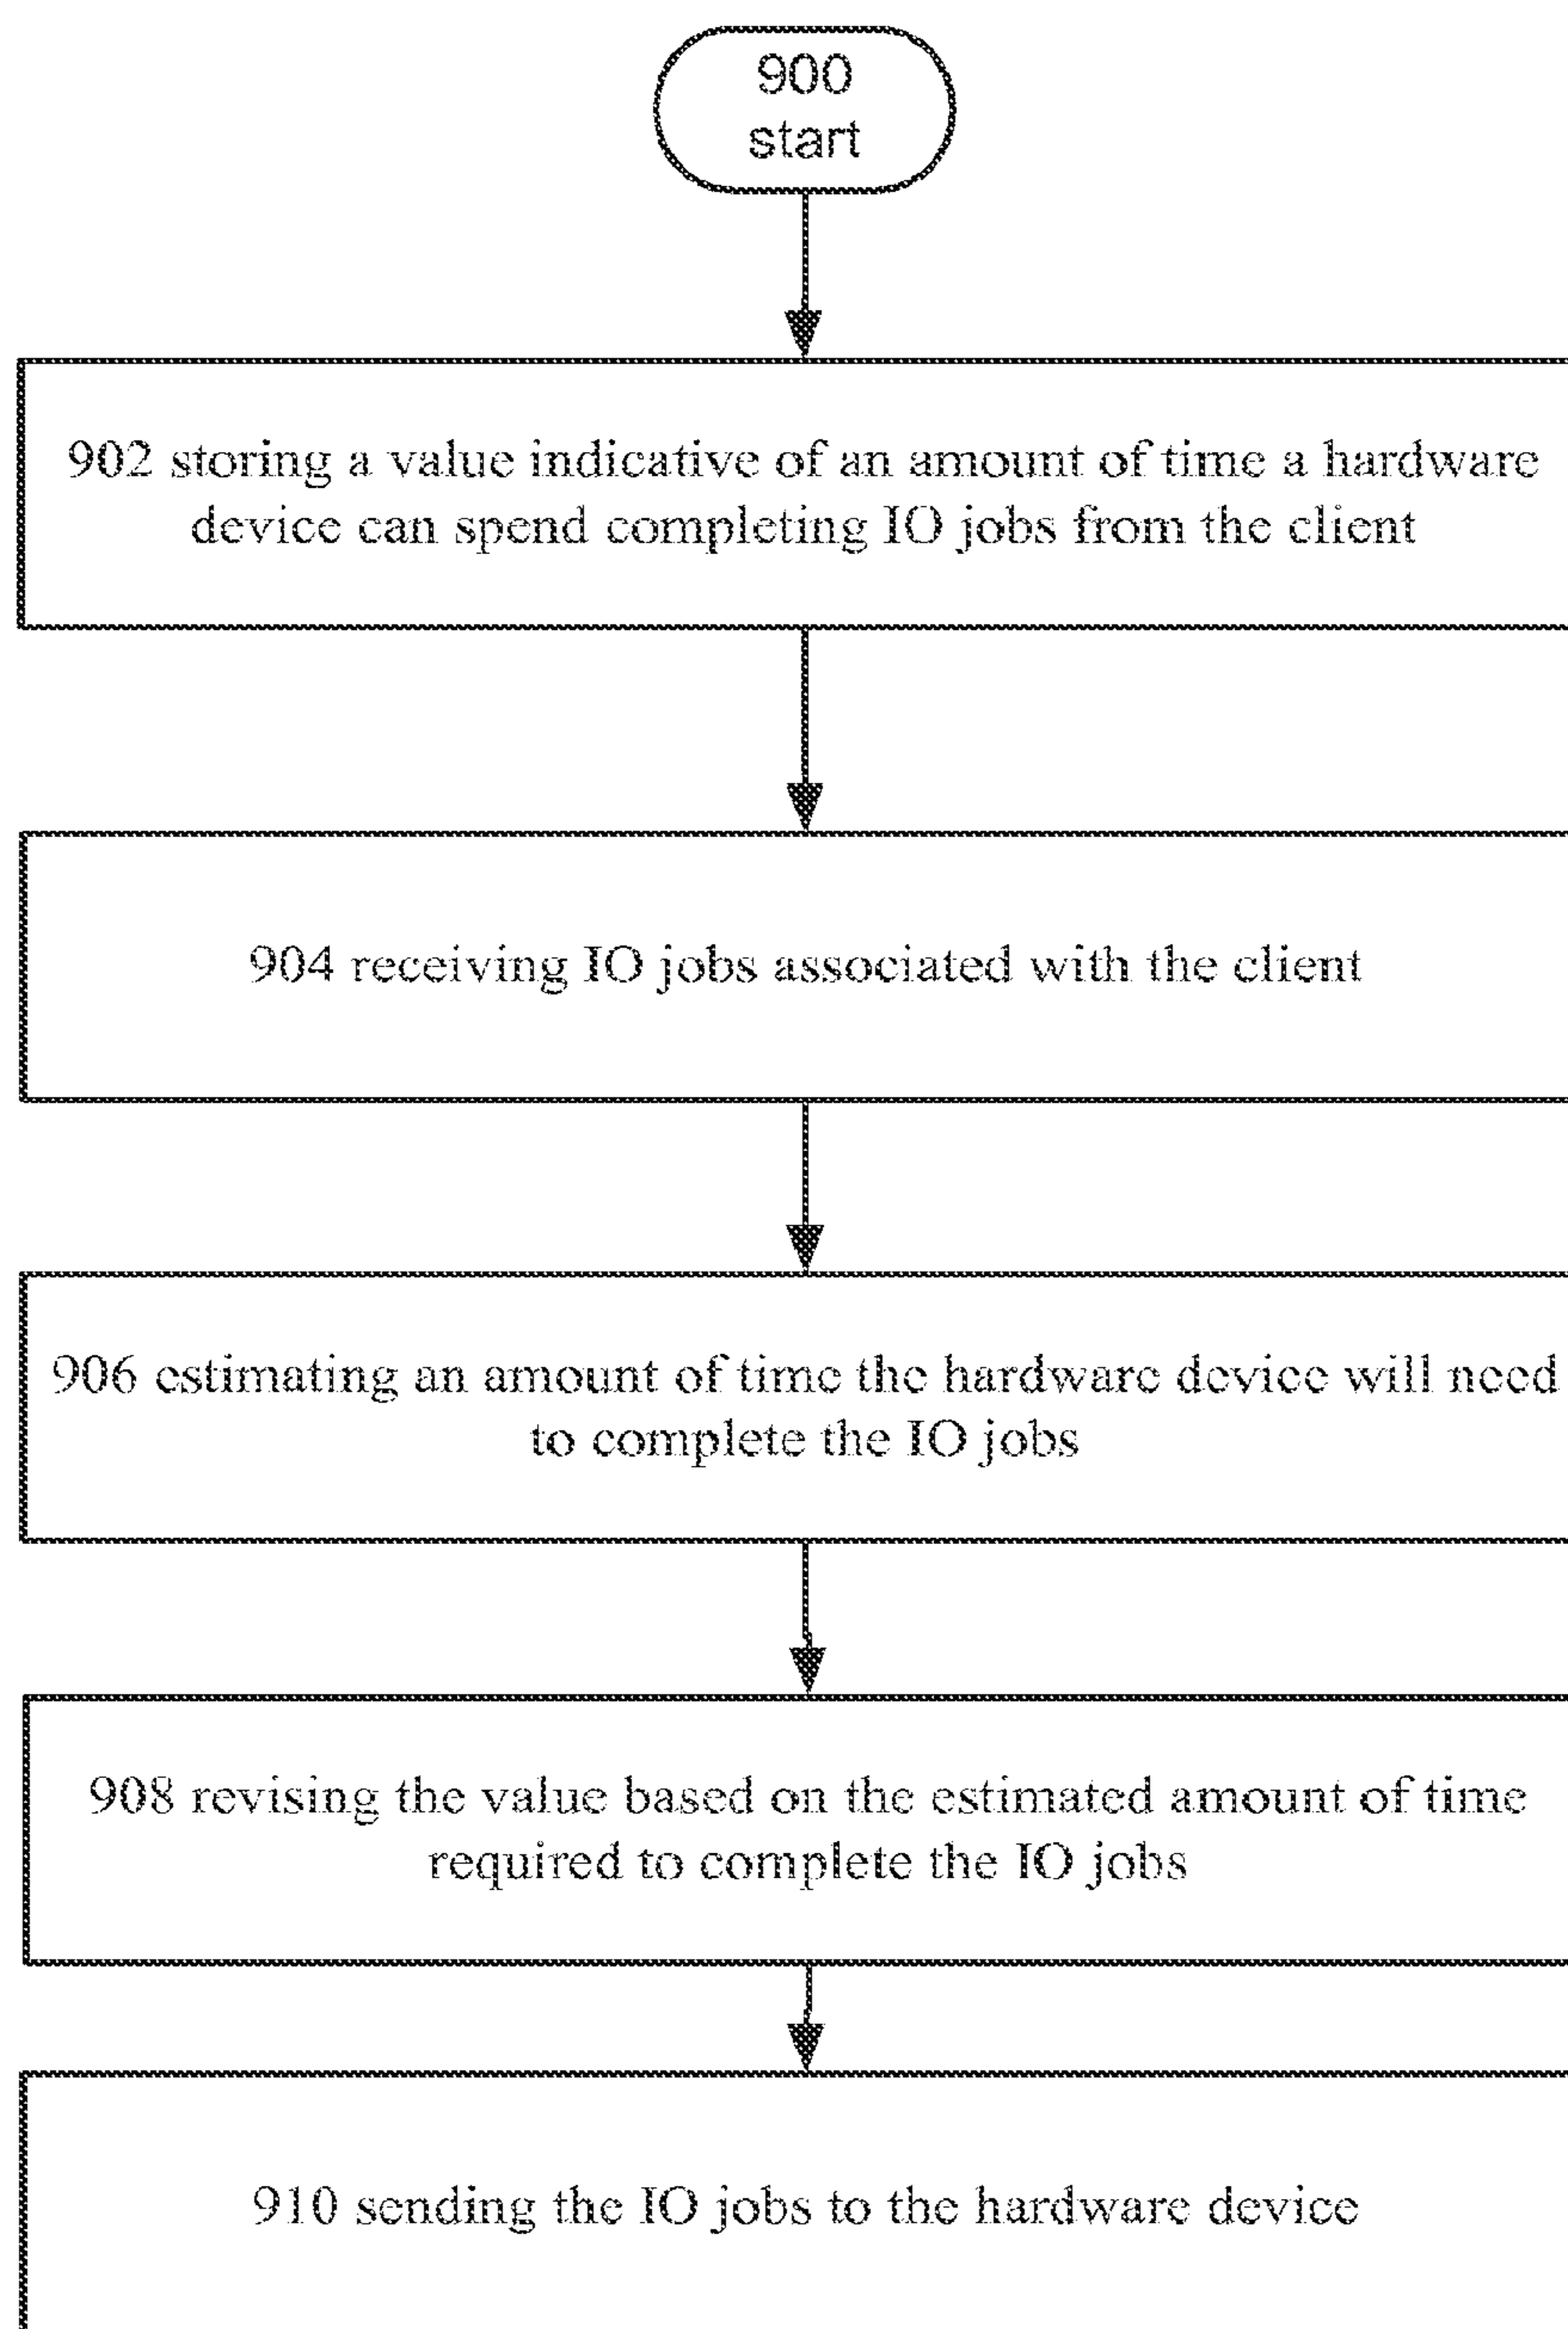 900
start
902 storing a value indicative of an amount of time a hardware
device can spend completing IO jobs from the client
904 receiving IO jobs associated with the client
906 estimating an amount of time the hardware device will need
to complete the IO jobs
908 revising the value based on the estimated amount of time
required to complete the IO jobs
910 sending the IO jobs to the hardware device